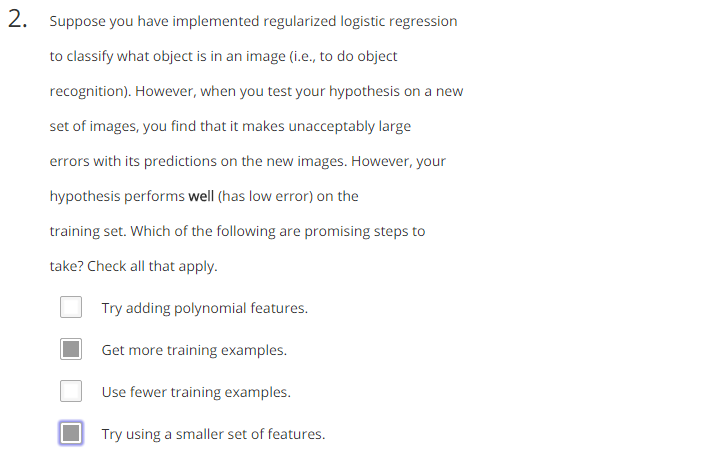 2. Suppose you have implemented regularized logistic regression
to classify what object is in an image (i.e., to do object
recognition). However, when you test your hypothesis on a new
set of images, you find that it makes unacceptably large
errors with its predictions on the new images. However, your
hypothesis performs well (has low error) on the
training set. Which of the following are promising steps to
take? Check all that apply.
Try adding polynomial features.
Get more training examples.
Use fewer training examples.
Try using a smaller set of features.